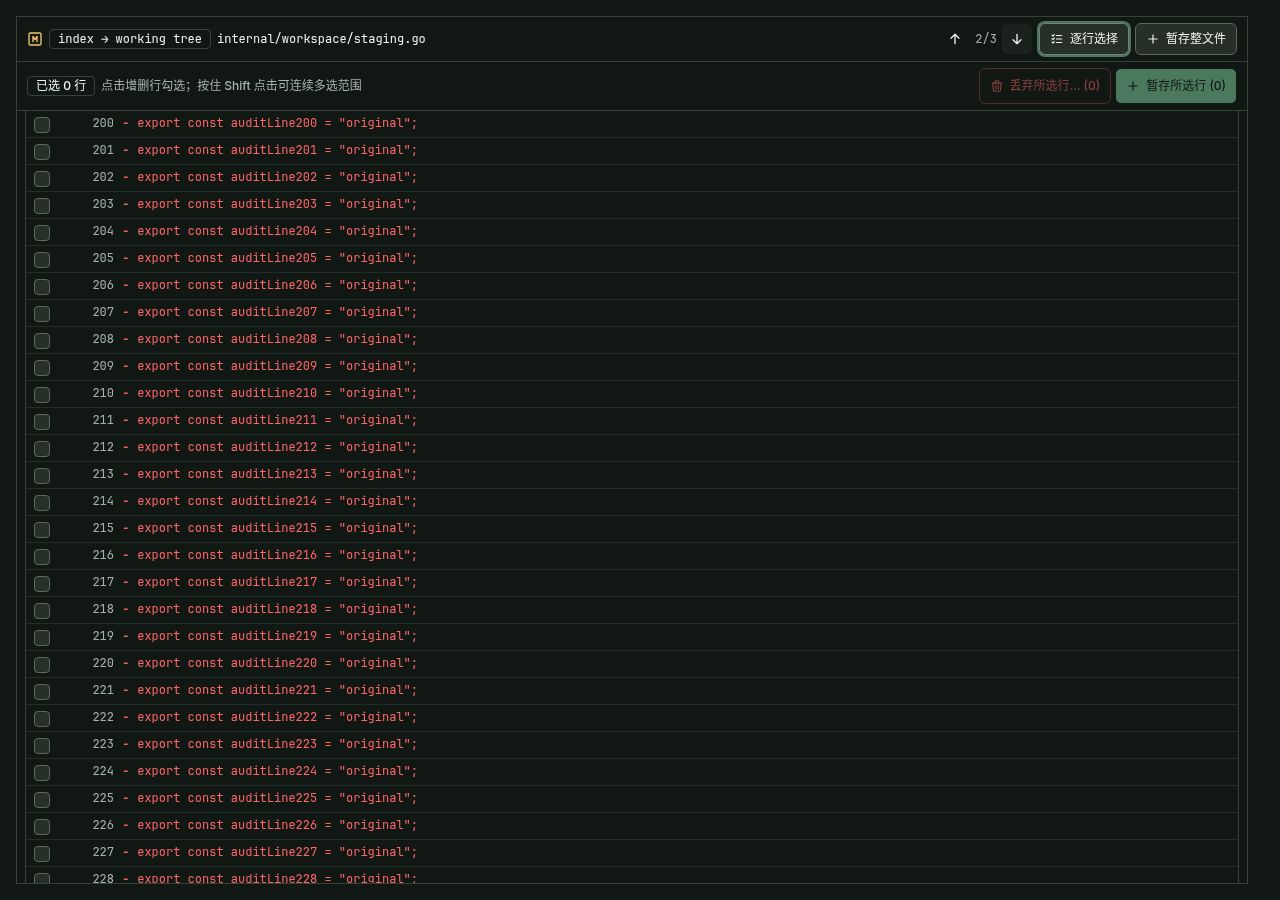 M index → working tree internal/workspace/staging.go 2/3 逐行选择 暂存整文件
已选 0 行 点击增删行勾选；按住 Shift 点击可连续多选范围 丢弃所选行... (0) 暂存所选行 (0)
200 - export const auditLine200 = "original";
201 - export const auditLine201 = "original";
202 - export const auditLine202 = "original";
203 - export const auditLine203 = "original";
204 - export const auditLine204 = "original";
205 - export const auditLine205 = "original";
206 - export const auditLine206 = "original";
207 - export const auditLine207 = "original";
208 - export const auditLine208 = "original";
209 - export const auditLine209 = "original";
210 - export const auditLine210 = "original";
211 - export const auditLine211 = "original";
212 - export const auditLine212 = "original";
213 - export const auditLine213 = "original";
214 - export const auditLine214 = "original";
215 - export const auditLine215 = "original";
216 - export const auditLine216 = "original";
217 - export const auditLine217 = "original";
218 - export const auditLine218 = "original";
219 - export const auditLine219 = "original";
220 - export const auditLine220 = "original";
221 - export const auditLine221 = "original";
222 - export const auditLine222 = "original";
223 - export const auditLine223 = "original";
224 - export const auditLine224 = "original";
225 - export const auditLine225 = "original";
226 - export const auditLine226 = "original";
227 - export const auditLine227 = "original";
228 - export const auditLine228 = "original";